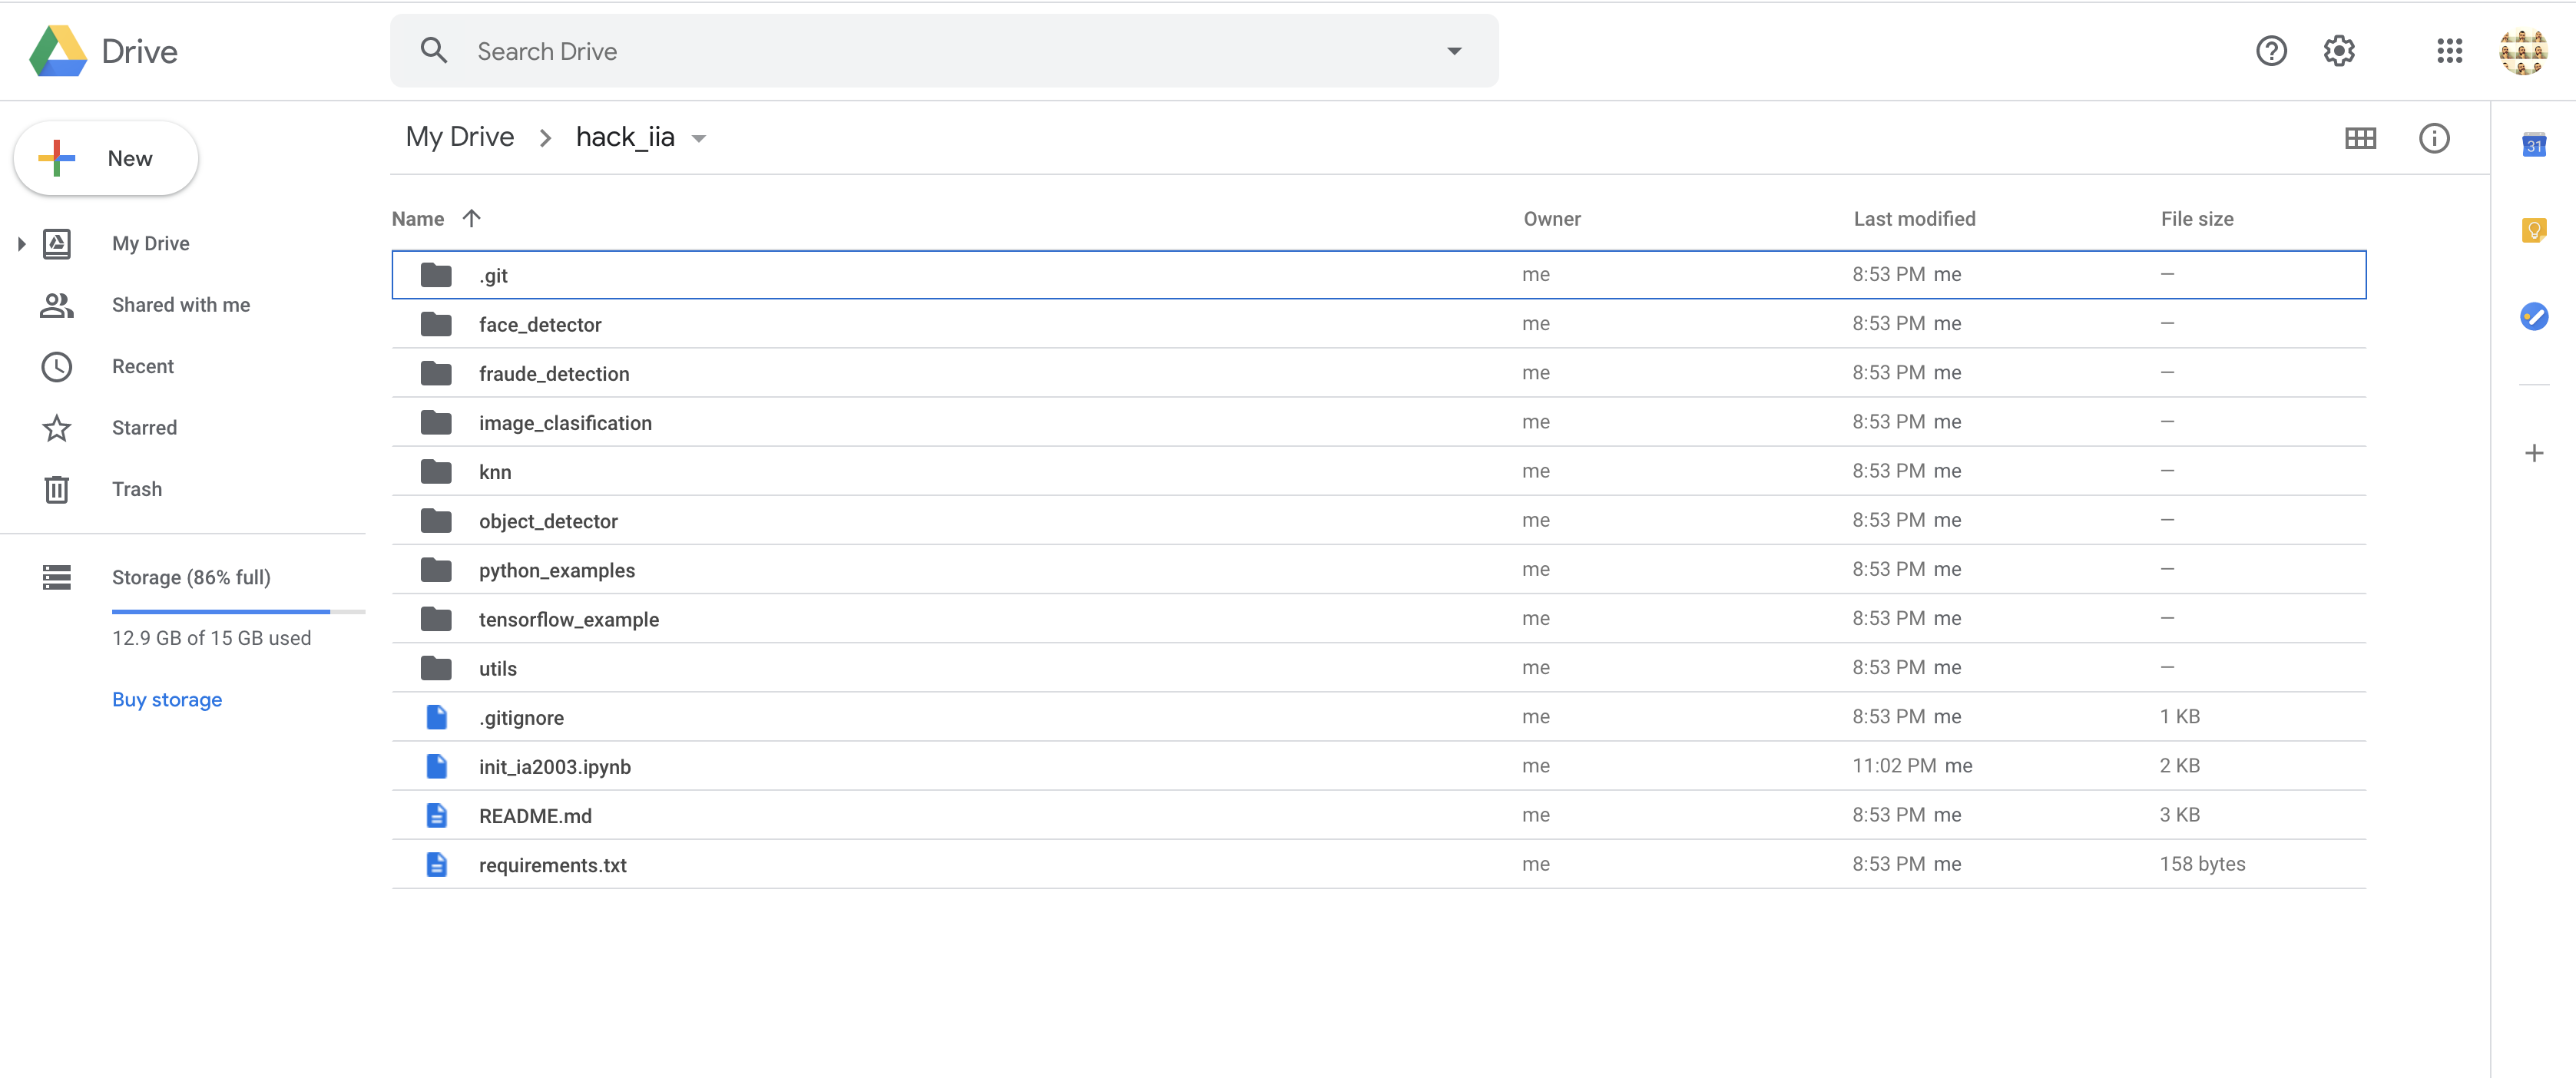 Drive
Search Drive
New
My Drive
Shared with me
Recent
Starred
Trash
Storage (86% full)
12.9 GB of 15 GB used
Buy storage
My Drive hack_iia
Name Owner Last modified File size
.git me 8:53 PM me –
face_detector me 8:53 PM me –
fraude_detection me 8:53 PM me –
image_clasification me 8:53 PM me –
knn me 8:53 PM me –
object_detector me 8:53 PM me –
python_examples me 8:53 PM me –
tensorflow_example me 8:53 PM me –
utils me 8:53 PM me –
.gitignore me 8:53 PM me 1 KB
init_ia2003.ipynb me 11:02 PM me 2 KB
README.md me 8:53 PM me 3 KB
requirements.txt me 8:53 PM me 158 bytes
31